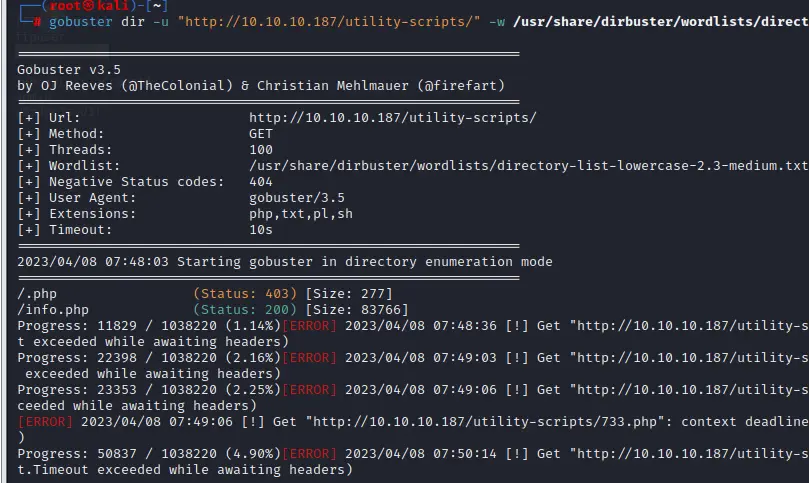 (root㉿kali)-[~]
# gobuster dir -u "http://10.10.10.187/utility-scripts/" -w /usr/share/dirbuster/wordlists/direct
Gobuster v3.5
by OJ Reeves (@TheColonial) & Christian Mehlmauer (@firefart)
[+] Url: http://10.10.10.187/utility-scripts/
[+] Method: GET
[+] Threads: 100
[+] Wordlist: /usr/share/dirbuster/wordlists/directory-list-lowercase-2.3-medium.txt
[+] Negative Status codes: 404
[+] User Agent: gobuster/3.5
[+] Extensions: php,txt,pl,sh
[+] Timeout: 10s
2023/04/08 07:48:03 Starting gobuster in directory enumeration mode
/.php (Status: 403) [Size: 277]
/info.php (Status: 200) [Size: 83766]
Progress: 11829 / 1038220 (1.14%)[ERROR] 2023/04/08 07:48:36 [!] Get "http://10.10.10.187/utility-s
t exceeded while awaiting headers)
Progress: 22398 / 1038220 (2.16%)[ERROR] 2023/04/08 07:49:03 [!] Get "http://10.10.10.187/utility-s
exceeded while awaiting headers)
Progress: 23353 / 1038220 (2.25%)[ERROR] 2023/04/08 07:49:06 [!] Get "http://10.10.10.187/utility-s
ceeded while awaiting headers)
[ERROR] 2023/04/08 07:49:06 [!] Get "http://10.10.10.187/utility-scripts/733.php": context deadline
)
Progress: 50837 / 1038220 (4.90%)[ERROR] 2023/04/08 07:50:14 [!] Get "http://10.10.10.187/utility-s
t.Timeout exceeded while awaiting headers)